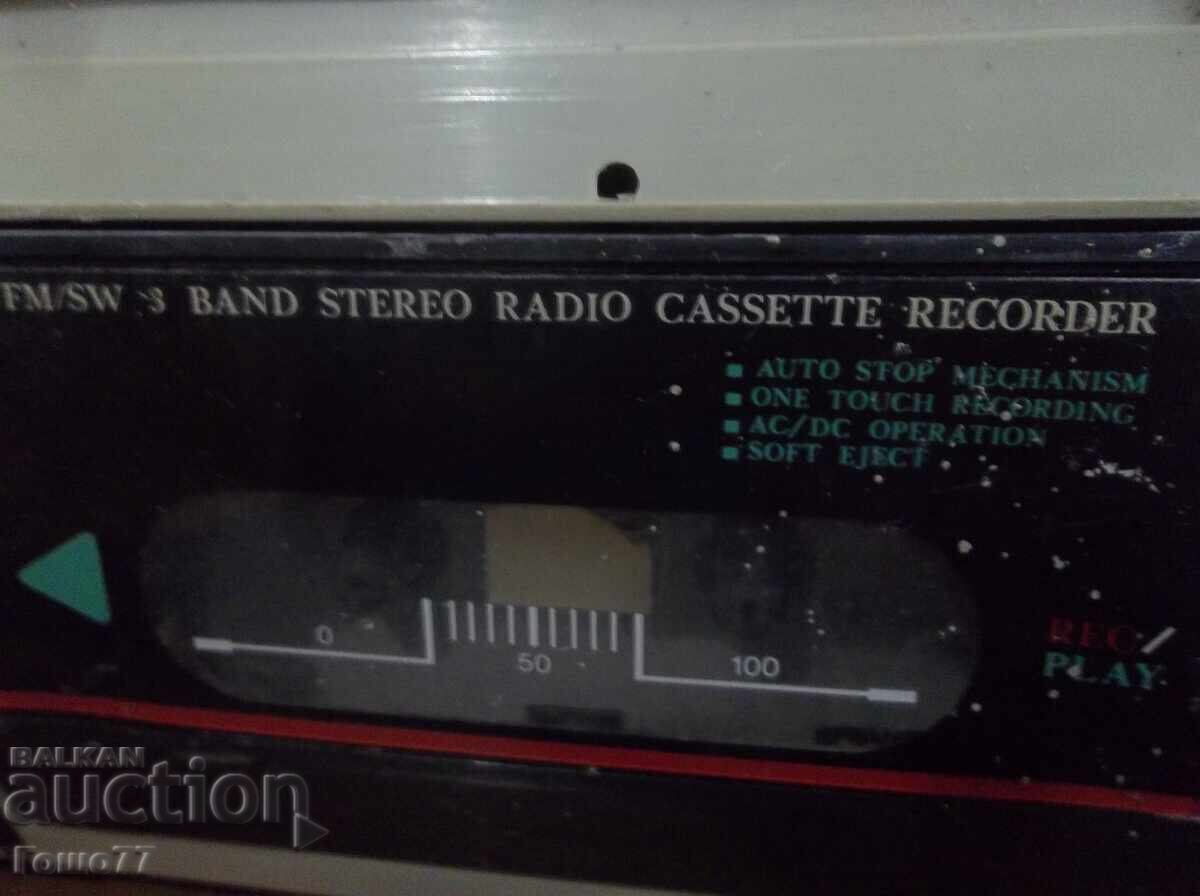 FM/SW 3 BAND STEREO RADIO CASSETTE RECORDER
AUTO STOP MECHANISM
ONE TOUCH RECORDING
AC/DC OPERATION
SOFT EJECT
0 50 100
REC/
PLAY
BALKAN
auction
Гошо77